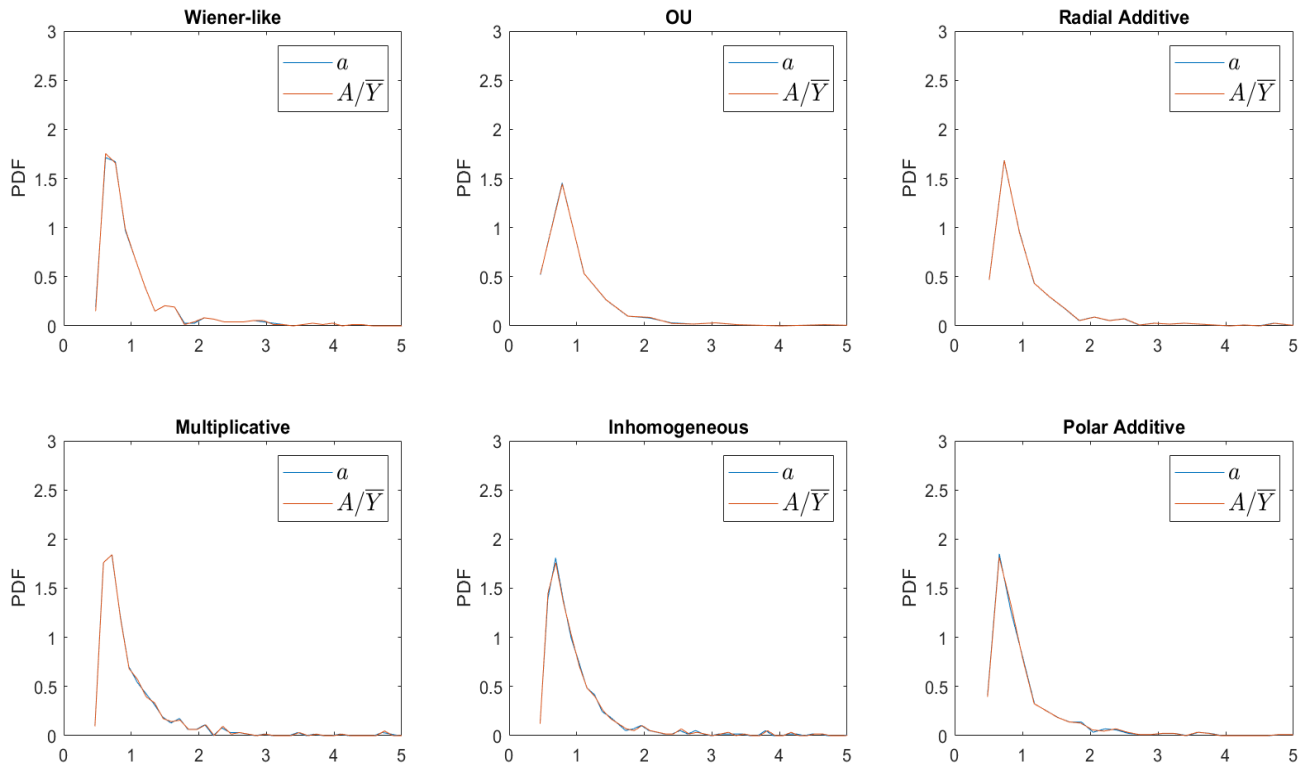 Wiener-like
3
2.5
2
1.5
1
0.5
0
PDF
a
A/Y̅
0 1 2 3 4 5
OU
3
2.5
2
1.5
1
0.5
0
PDF
a
A/Y̅
0 1 2 3 4 5
Radial Additive
3
2.5
2
1.5
1
0.5
0
PDF
a
A/Y̅
0 1 2 3 4 5
Multiplicative
3
2.5
2
1.5
1
0.5
0
PDF
a
A/Y̅
0 1 2 3 4 5
Inhomogeneous
3
2.5
2
1.5
1
0.5
0
PDF
a
A/Y̅
0 1 2 3 4 5
Polar Additive
3
2.5
2
1.5
1
0.5
0
PDF
a
A/Y̅
0 1 2 3 4 5